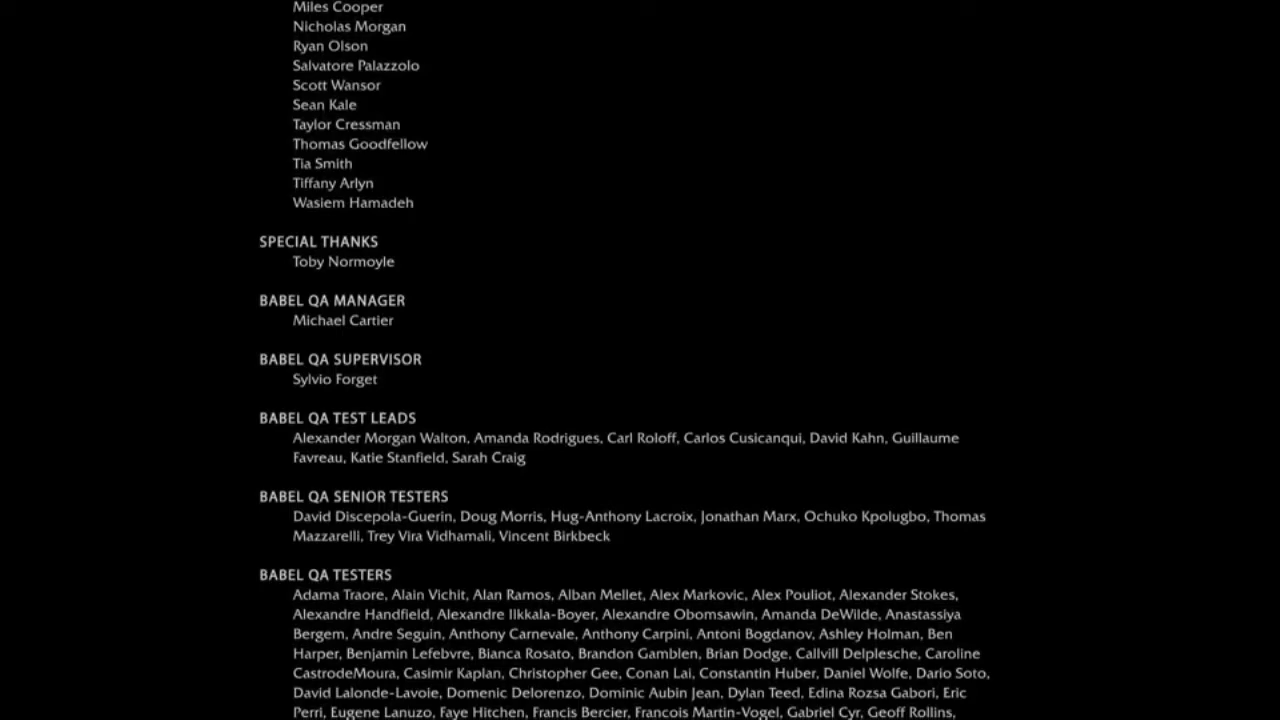 Miles Cooper
Nicholas Morgan
Ryan Olson
Salvatore Palazzolo
Scott Wansor
Sean Kale
Taylor Cressman
Thomas Goodfellow
Tia Smith
Tiffany Arlyn
Wasiem Hamadeh
SPECIAL THANKS
Toby Normoyle
BABEL QA MANAGER
Michael Cartier
BABEL QA SUPERVISOR
Sylvio Forget
BABEL QA TEST LEADS
Alexander Morgan Walton, Amanda Rodrigues, Carl Roloff, Carlos Cusicanqui, David Kahn, Guillaume
Favreau, Katie Stanfield, Sarah Craig
BABEL QA SENIOR TESTERS
David Discepola-Guerin, Doug Morris, Hug-Anthony Lacroix, Jonathan Marx, Ochuko Kpolugbo, Thomas
Mazzarelli, Trey Vira Vidhamali, Vincent Birkbeck
BABEL QA TESTERS
Adama Traore, Alain Vichit, Alan Ramos, Alban Mellet, Alex Markovic, Alex Pouliot, Alexander Stokes,
Alexandre Handfield, Alexandre Ilkkala-Boyer, Alexandre Obomsawin, Amanda DeWilde, Anastassiya
Bergem, Andre Seguin, Anthony Carnevale, Anthony Carpini, Antoni Bogdanov, Ashley Holman, Ben
Harper, Benjamin Lefebvre, Bianca Rosato, Brandon Gamblen, Brian Dodge, Callvill Delplesche, Caroline
CastrodeMoura, Casimir Kaplan, Christopher Gee, Conan Lai, Constantin Huber, Daniel Wolfe, Dario Soto,
David Lalonde-Lavoie, Domenic Delorenzo, Dominic Aubin Jean, Dylan Teed, Edina Rozsa Gabori, Eric
Perri, Eugene Lanuzo, Faye Hitchen, Francis Bercier, Francois Martin-Vogel, Gabriel Cyr, Geoff Rollins,